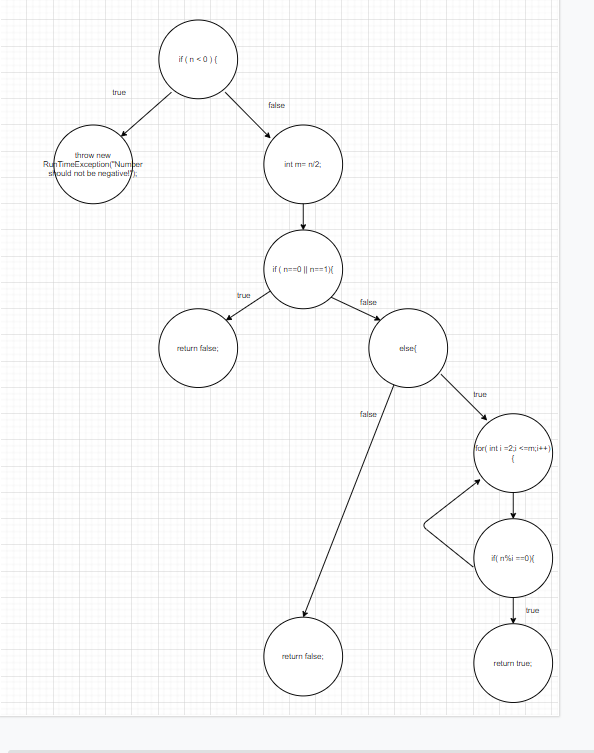 if ( n < 0 ) {
true
false
throw new
RunTimeException("Number
should not be negative!");
int m= n/2;
if ( n==0 || n==1){
true
false
return false;
else{
true
false
for( int i =2;i <=m;i++)
{
if( n%i ==0){
true
return false;
return true;